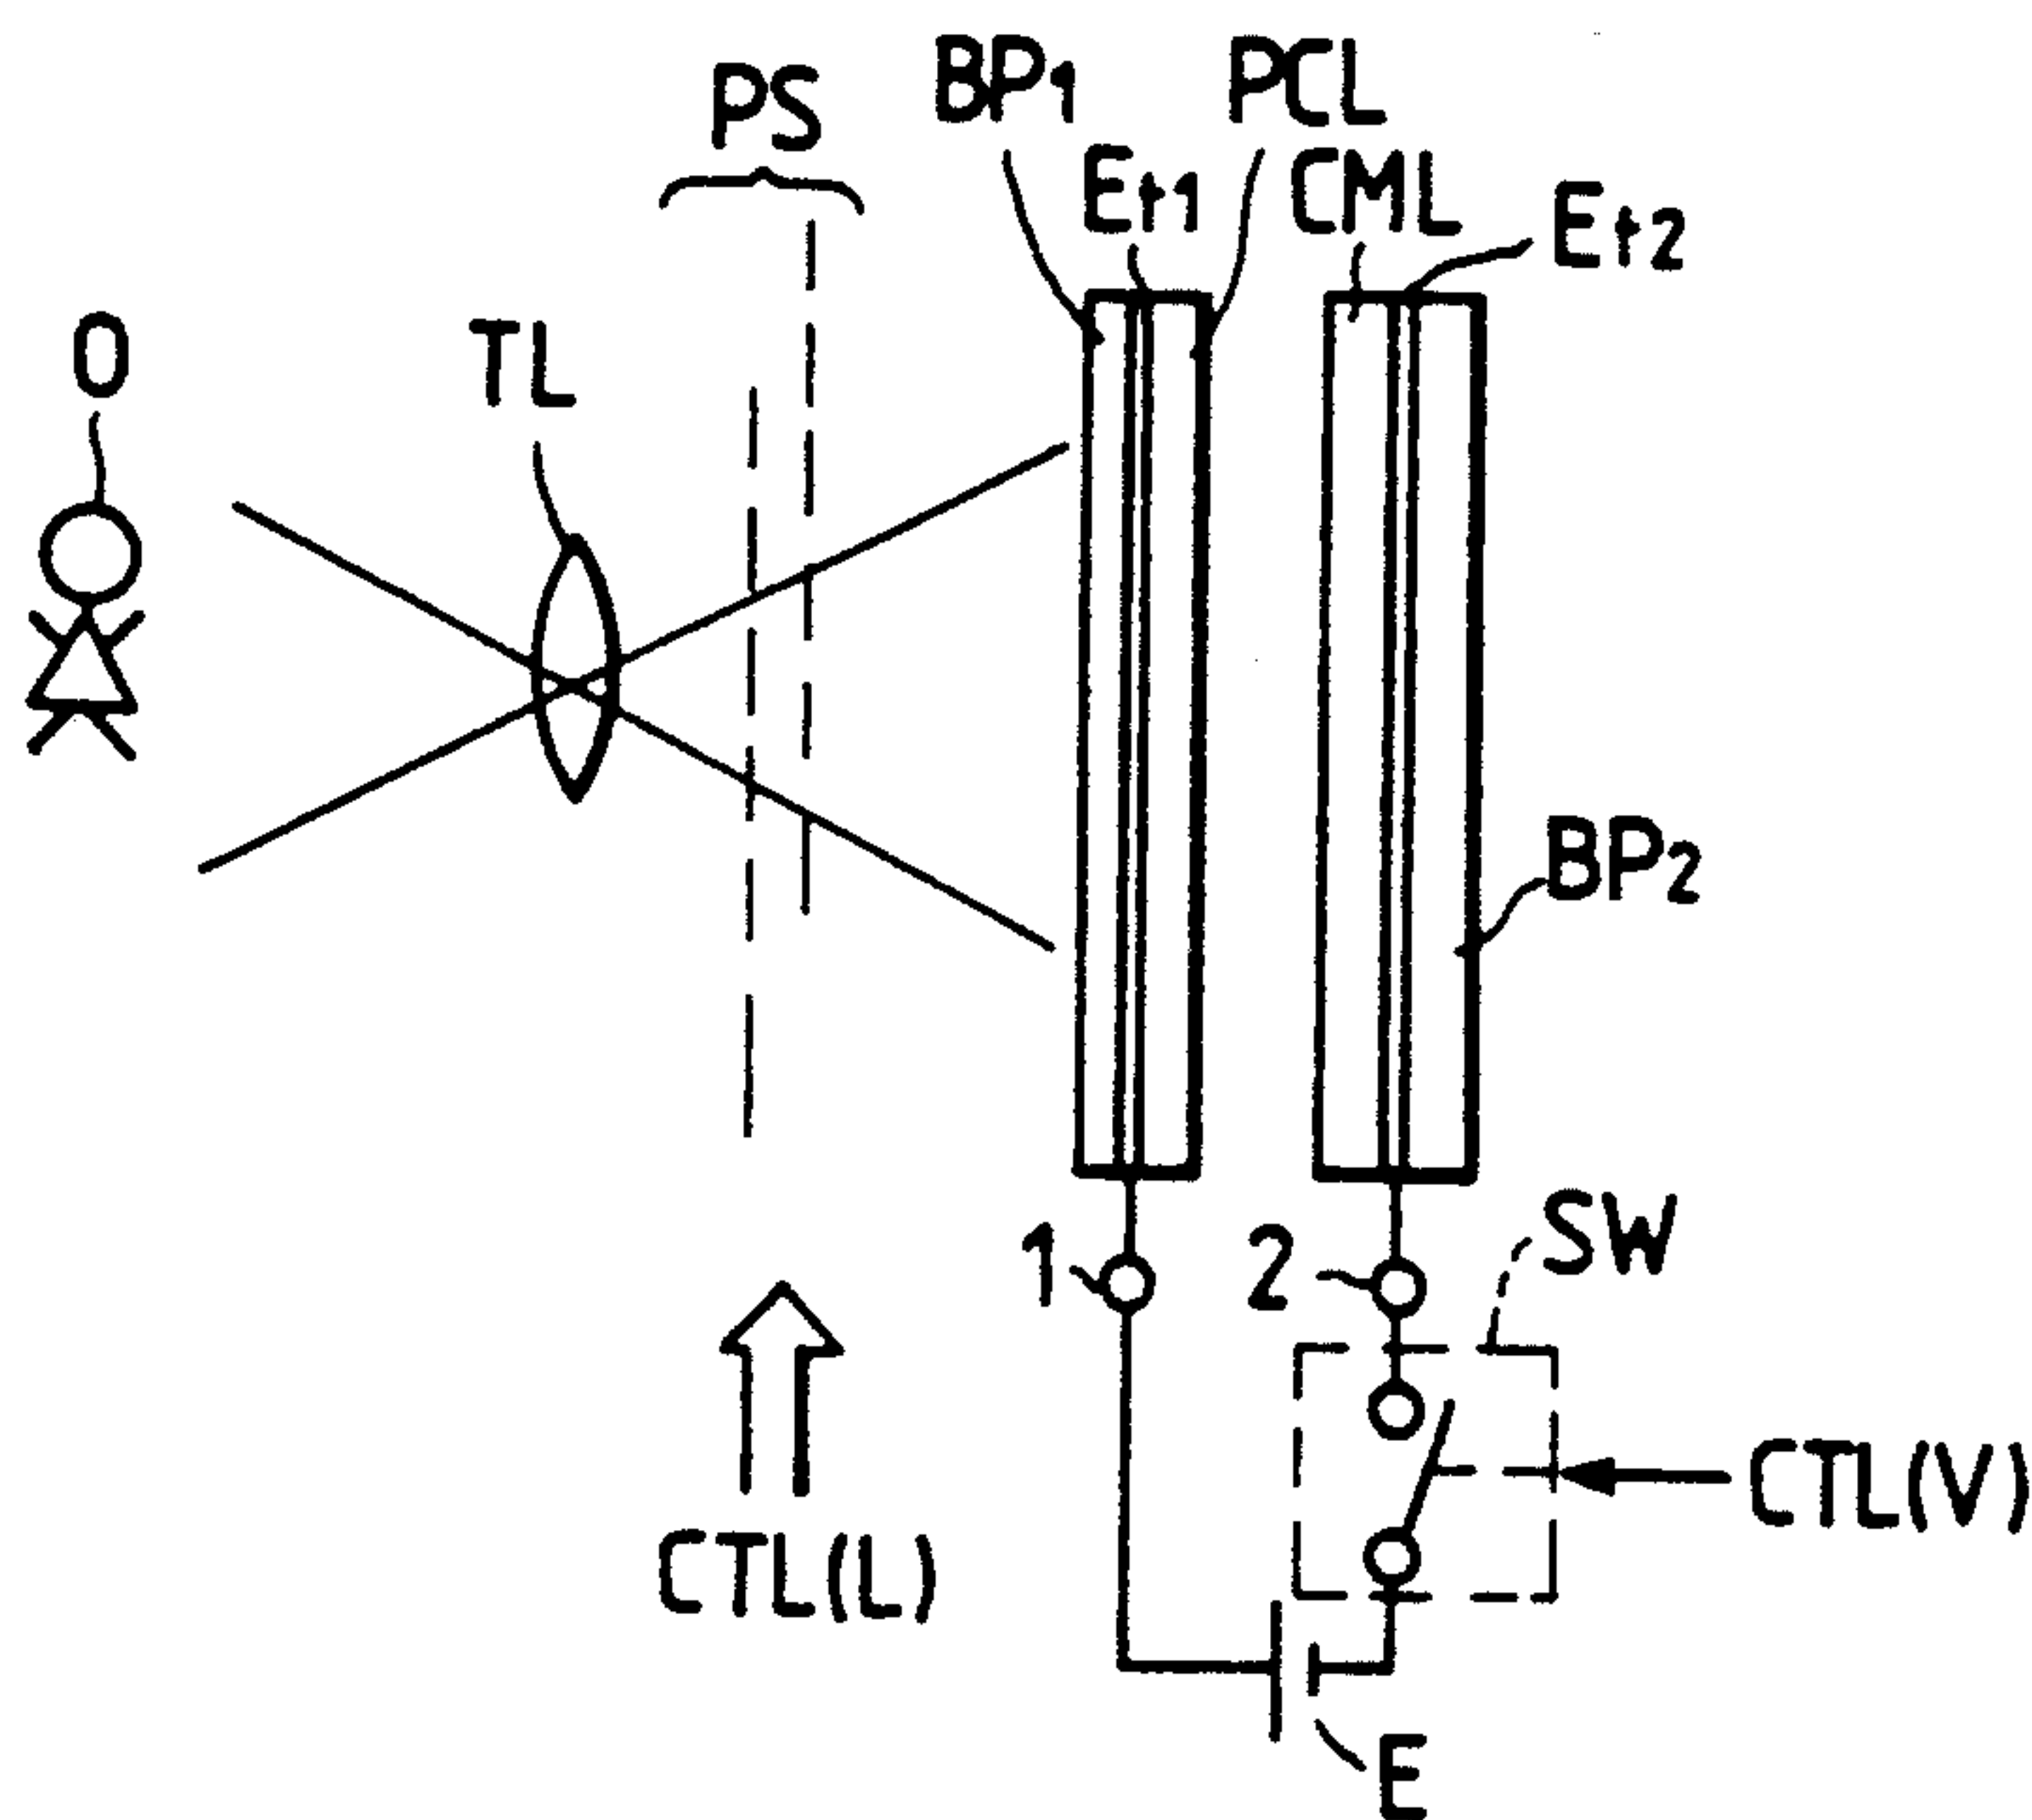 PS
BP1
PCL
Et1
CML
Et2
O
TL
BP2
1
2
SW
CTL(V)
CTL(L)
E